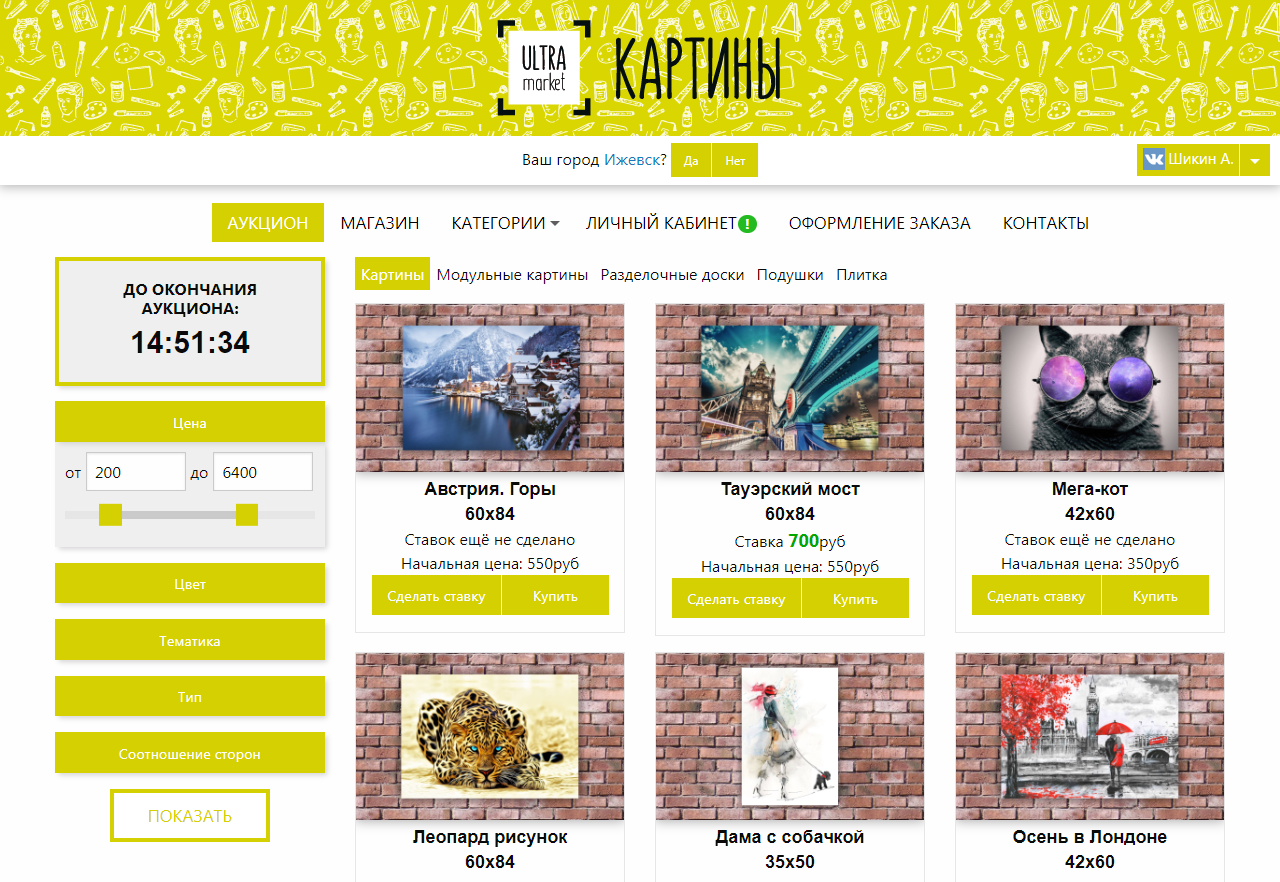 ULTRA
market
КАРТИНЫ
Ваш город Ижевск? Да Нет
Шикин А.
АУКЦИОН МАГАЗИН КАТЕГОРИИ ЛИЧНЫЙ КАБИНЕТ! ОФОРМЛЕНИЕ ЗАКАЗА КОНТАКТЫ
ДО ОКОНЧАНИЯ
АУКЦИОНА:
14:51:34
Цена
от 200 до 6400
Цвет
Тематика
Тип
Соотношение сторон
ПОКАЗАТЬ
Картины Модульные картины Разделочные доски Подушки Плитка
Австрия. Горы
60x84
Ставок ещё не сделано
Начальная цена: 550руб
Сделать ставку Купить
Тауэрский мост
60x84
Ставка 700руб
Начальная цена: 550руб
Сделать ставку Купить
Мега-кот
42x60
Ставок ещё не сделано
Начальная цена: 350руб
Сделать ставку Купить
Леопард рисунок
60x84
Дама с собачкой
35x50
Осень в Лондоне
42x60